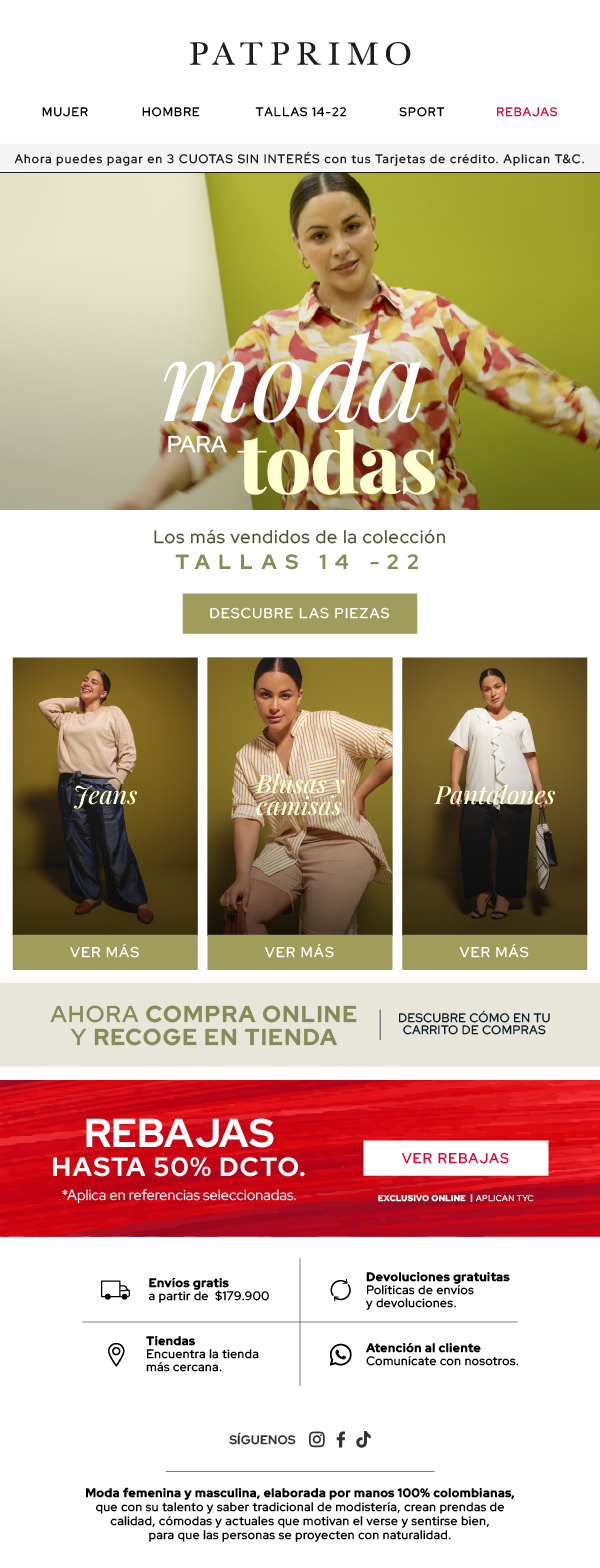 PATPRIMO
MUJER HOMBRE TALLAS 14-22 SPORT REBAJAS
Ahora puedes pagar en 3 CUOTAS SIN INTERÉS con tus Tarjetas de crédito. Aplican T&C.
moda
PARA todas
Los más vendidos de la colección
TALLAS 14 -22
DESCUBRE LAS PIEZAS
Jeans
VER MÁS
Blusas y
camisas
VER MÁS
Pantalones
VER MÁS
AHORA COMPRA ONLINE
Y RECOGE EN TIENDA
DESCUBRE CÓMO EN TU
CARRITO DE COMPRAS
REBAJAS
HASTA 50% DCTO.
*Aplica en referencias seleccionadas.
VER REBAJAS
EXCLUSIVO ONLINE | APLICAN TYC
Envíos gratis
a partir de $179.900
Devoluciones gratuitas
Políticas de envíos
y devoluciones.
Tiendas
Encuentra la tienda
más cercana.
Atención al cliente
Comunícate con nosotros.
SÍGUENOS
Moda femenina y masculina, elaborada por manos 100% colombianas,
que con su talento y saber tradicional de modistería, crean prendas de
calidad, cómodas y actuales que motivan el verse y sentirse bien,
para que las personas se proyecten con naturalidad.